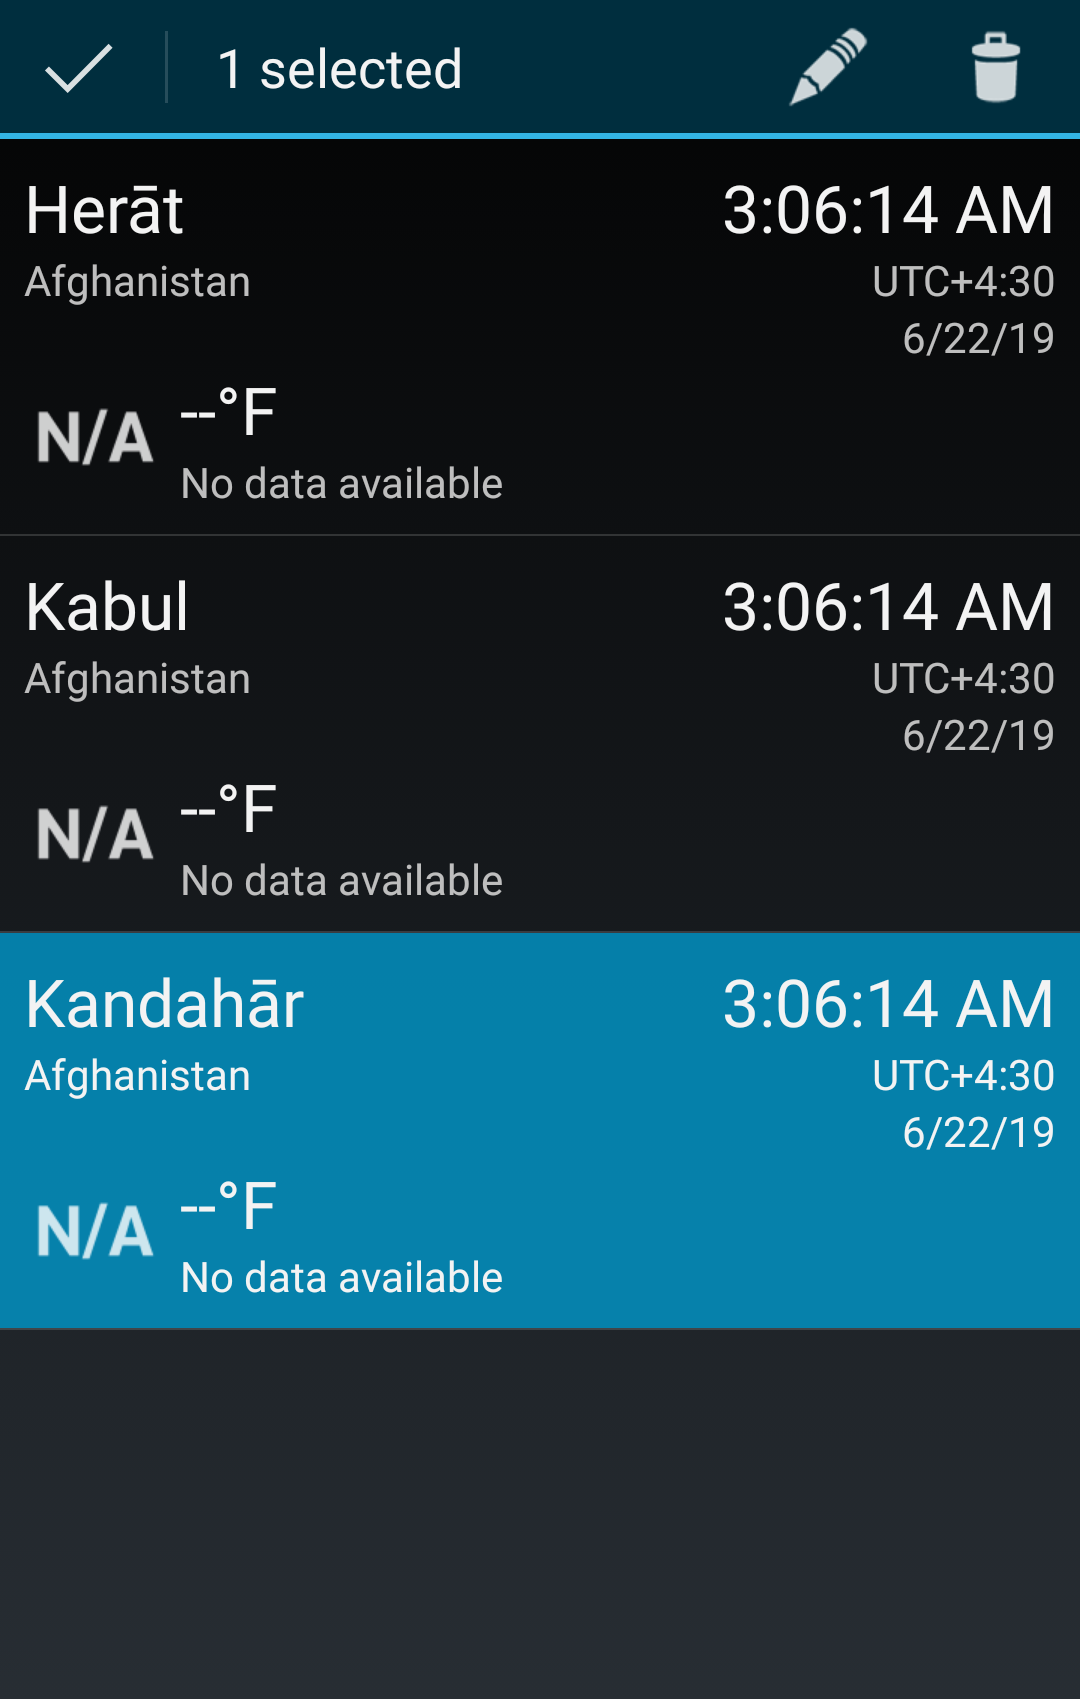 1 selected
Herāt 3:06:14 AM
Afghanistan UTC+4:30
6/22/19
N/A --°F
No data available
Kabul 3:06:14 AM
Afghanistan UTC+4:30
6/22/19
N/A --°F
No data available
Kandahār 3:06:14 AM
Afghanistan UTC+4:30
6/22/19
N/A --°F
No data available